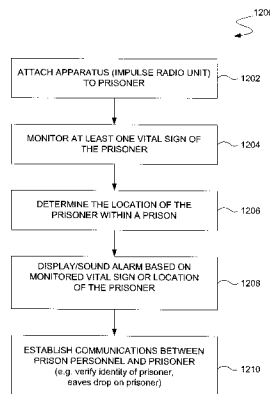 1200
ATTACH APPARATUS (IMPULSE RADIO UNIT)
TO PRISONER
1202
MONITOR AT LEAST ONE VITAL SIGN OF
THE PRISONER
1204
DETERMINE THE LOCATION OF THE
PRISONER WITHIN A PRISON
1206
DISPLAY/SOUND ALARM BASED ON
MONITORED VITAL SIGN OR LOCATION
OF THE PRISONER
1208
ESTABLISH COMMUNICATIONS BETWEEN
PRISON PERSONNEL AND PRISONER
(e.g. verify identity of prisoner,
eaves drop on prisoner)
1210